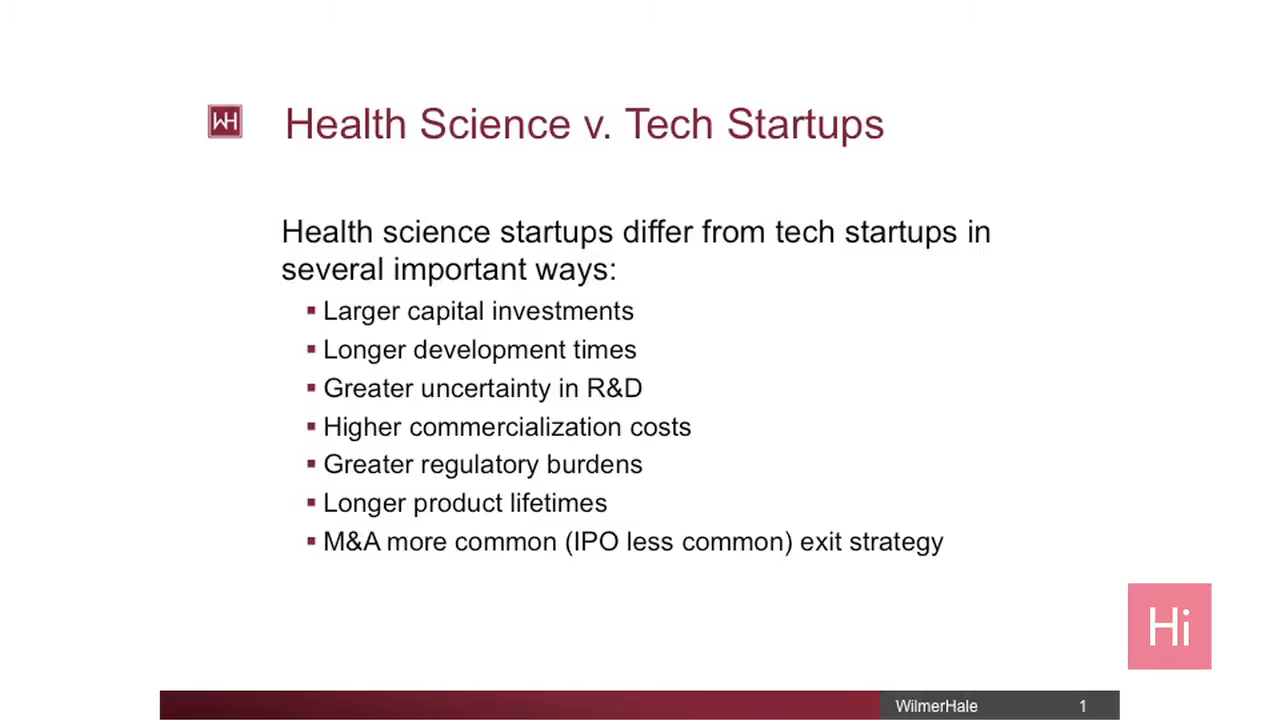 WH
Health Science v. Tech Startups
Health science startups differ from tech startups in
several important ways:
Larger capital investments
Longer development times
Greater uncertainty in R&D
Higher commercialization costs
Greater regulatory burdens
Longer product lifetimes
M&A more common (IPO less common) exit strategy
Hi
WilmerHale 1